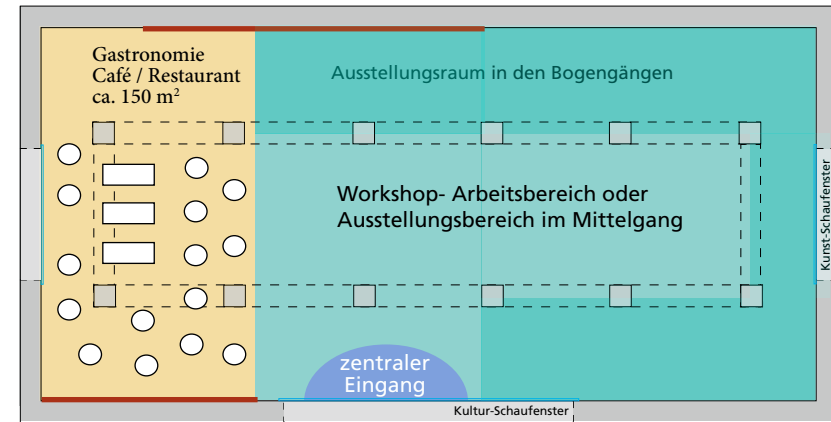 Gastronomie
Café / Restaurant
ca. 150 m²
Ausstellungsraum in den Bogengängen
Workshop- Arbeitsbereich oder
Ausstellungsbereich im Mittelgang
Kunst-Schaufenster
zentraler
Eingang
Kultur-Schaufenster